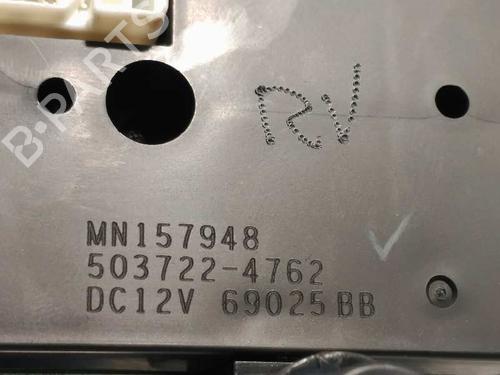 B-PARTS
RV
MN157948
503722-4762
DC12V 69025BB